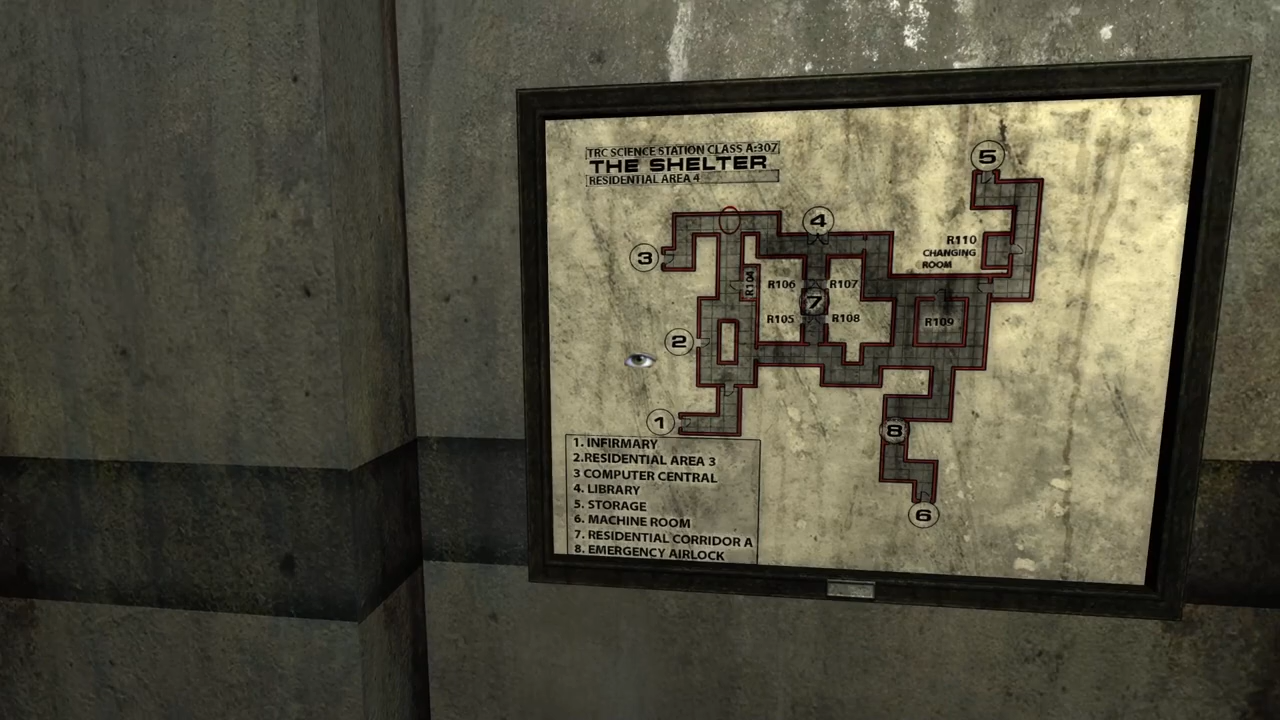 TRC SCIENCE STATION CLASS A:307
THE SHELTER
RESIDENTIAL AREA 4
5
4
R110
CHANGING
ROOM
3
R104
R106
R107
7
R105
R108
R109
2
1
8
6
1. INFIRMARY
2.RESIDENTIAL AREA 3
3 COMPUTER CENTRAL
4. LIBRARY
5. STORAGE
6. MACHINE ROOM
7. RESIDENTIAL CORRIDOR A
8. EMERGENCY AIRLOCK